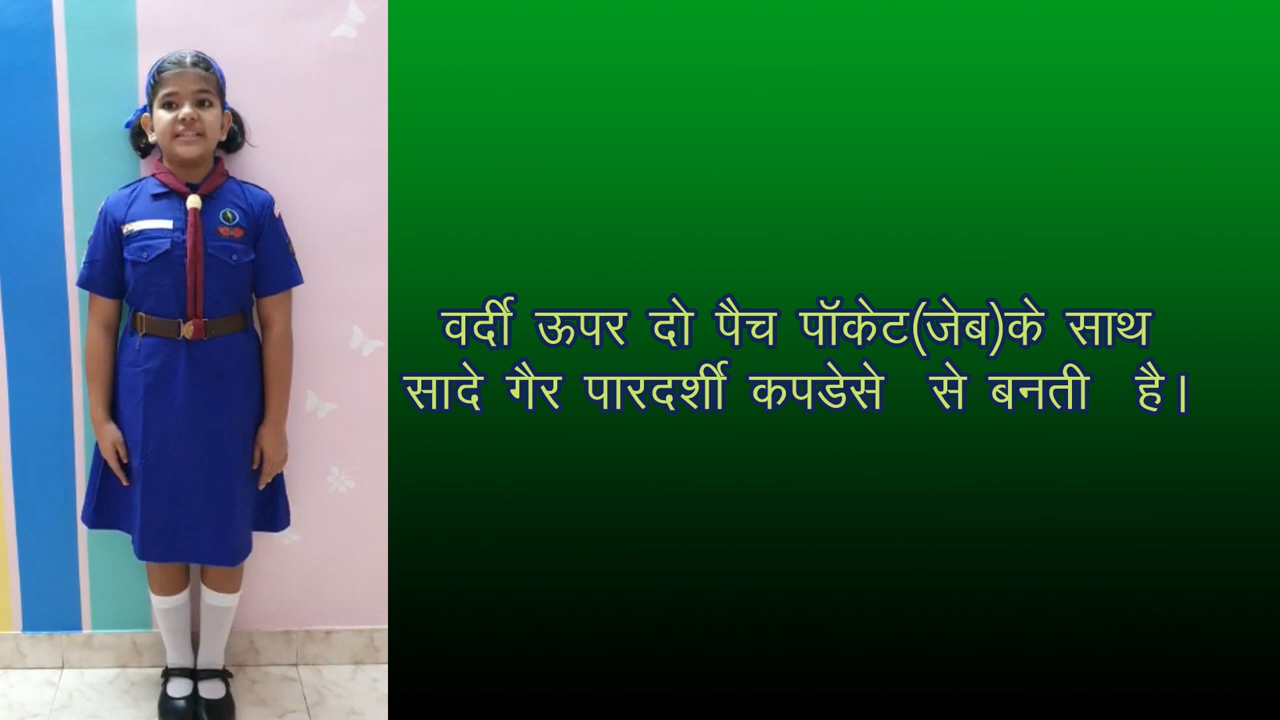 वर्दी ऊपर दो पैच पॉकेट(जेब)के साथ
सादे गैर पारदर्शी कपडेसे से बनती है।